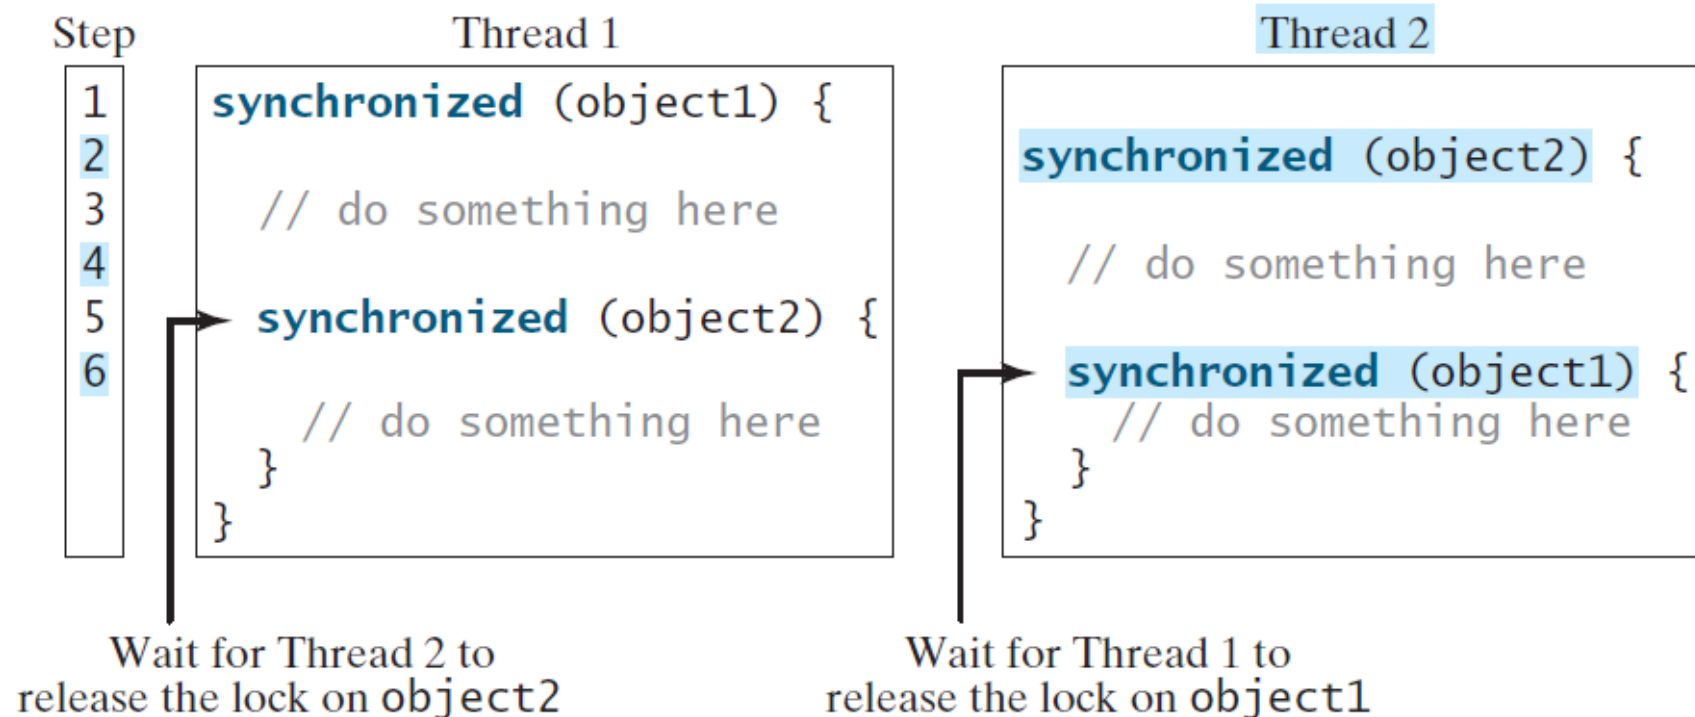 Step Thread 1 Thread 2
1 synchronized (object1) {
2 synchronized (object2) {
3 // do something here
4 // do something here
5 synchronized (object2) {
6 synchronized (object1) {
// do something here // do something here
} }
} }
Wait for Thread 2 to Wait for Thread 1 to
release the lock on object2 release the lock on object1